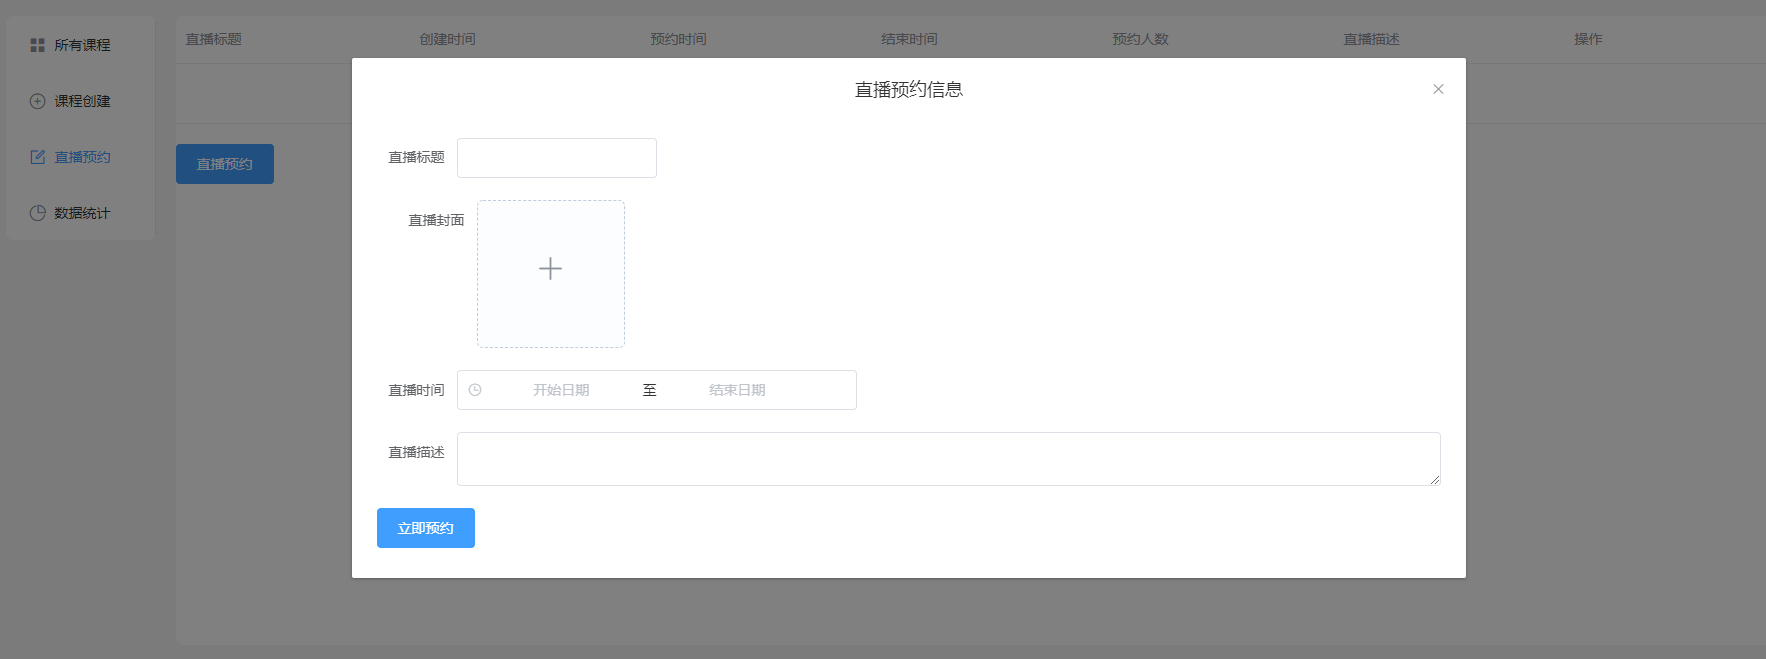 所有课程
课程创建
直播预约
数据统计
直播标题 创建时间 预约时间 结束时间 预约人数 直播描述 操作
直播预约
直播预约信息
直播标题
直播封面
直播时间 开始日期 至 结束日期
直播描述
立即预约